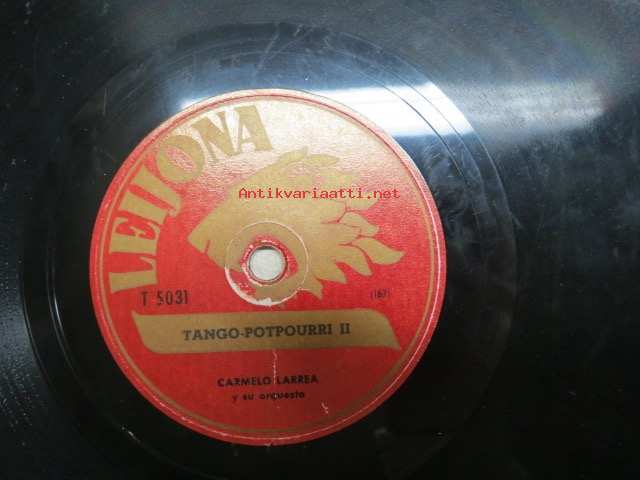 LEIJONA
Antikvariaatti.net
T 5031
(167)
TANGO-POTPOURRI II
CARMELO LARREA
y su orquesta